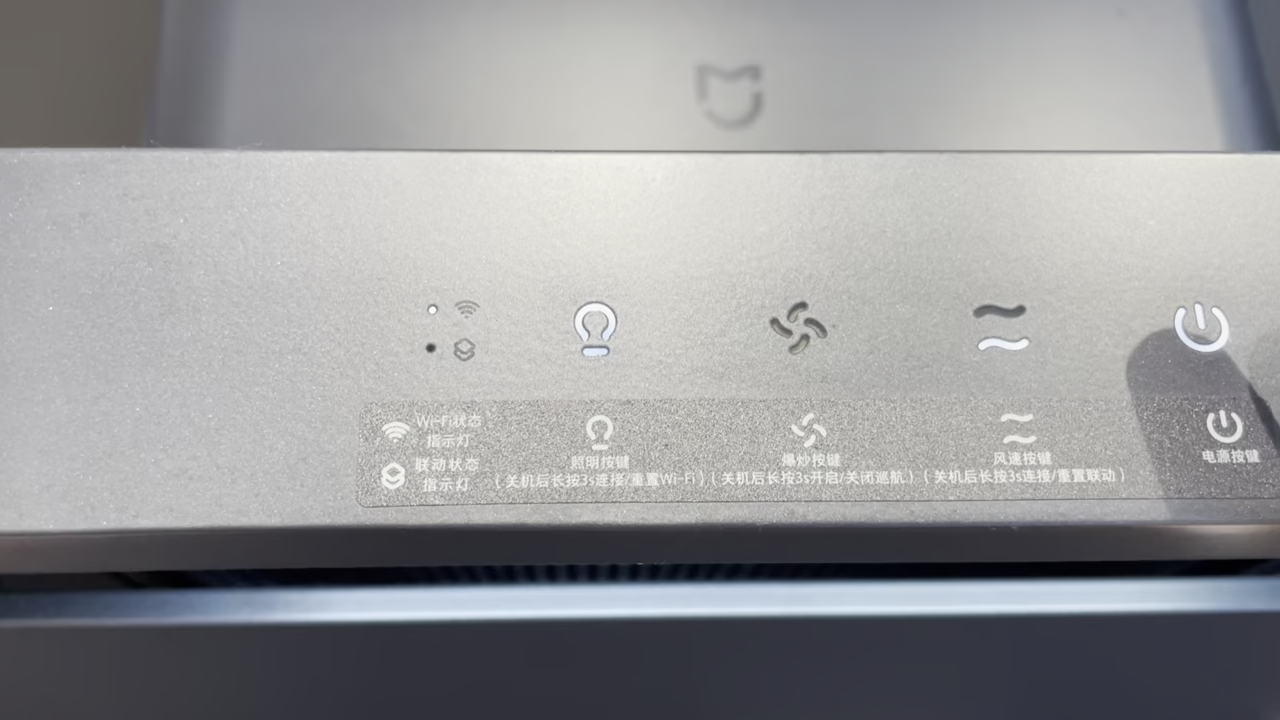 Wi-Fi状态
指示灯
联动状态
指示灯
照明按键
（关机后长按3s连接/重置Wi-Fi）
爆炒按键
（关机后长按3s开启/关闭巡航）
风速按键
（关机后长按3s连接/重置联动）
电源按键